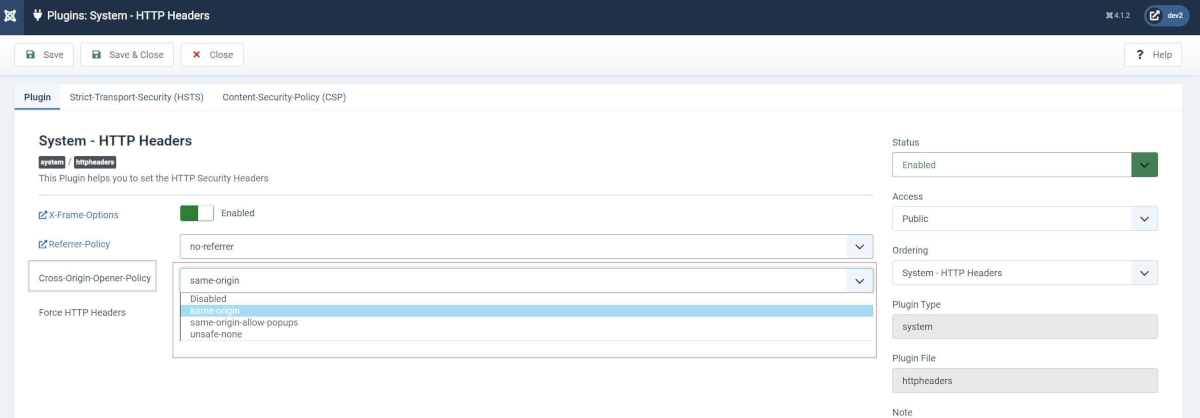 Plugins: System - HTTP Headers
4.1.2
dev2
Save
Save & Close
Close
? Help
Plugin
Strict-Transport-Security (HSTS)
Content-Security-Policy (CSP)
System - HTTP Headers
system / httpheaders
This Plugin helps you to set the HTTP Security Headers
X-Frame-Options
Enabled
Referrer-Policy
no-referrer
Cross-Origin-Opener-Policy
same-origin
Disabled
same-origin
same-origin-allow-popups
unsafe-none
Force HTTP Headers
Status
Enabled
Access
Public
Ordering
System - HTTP Headers
Plugin Type
system
Plugin File
httpheaders
Note